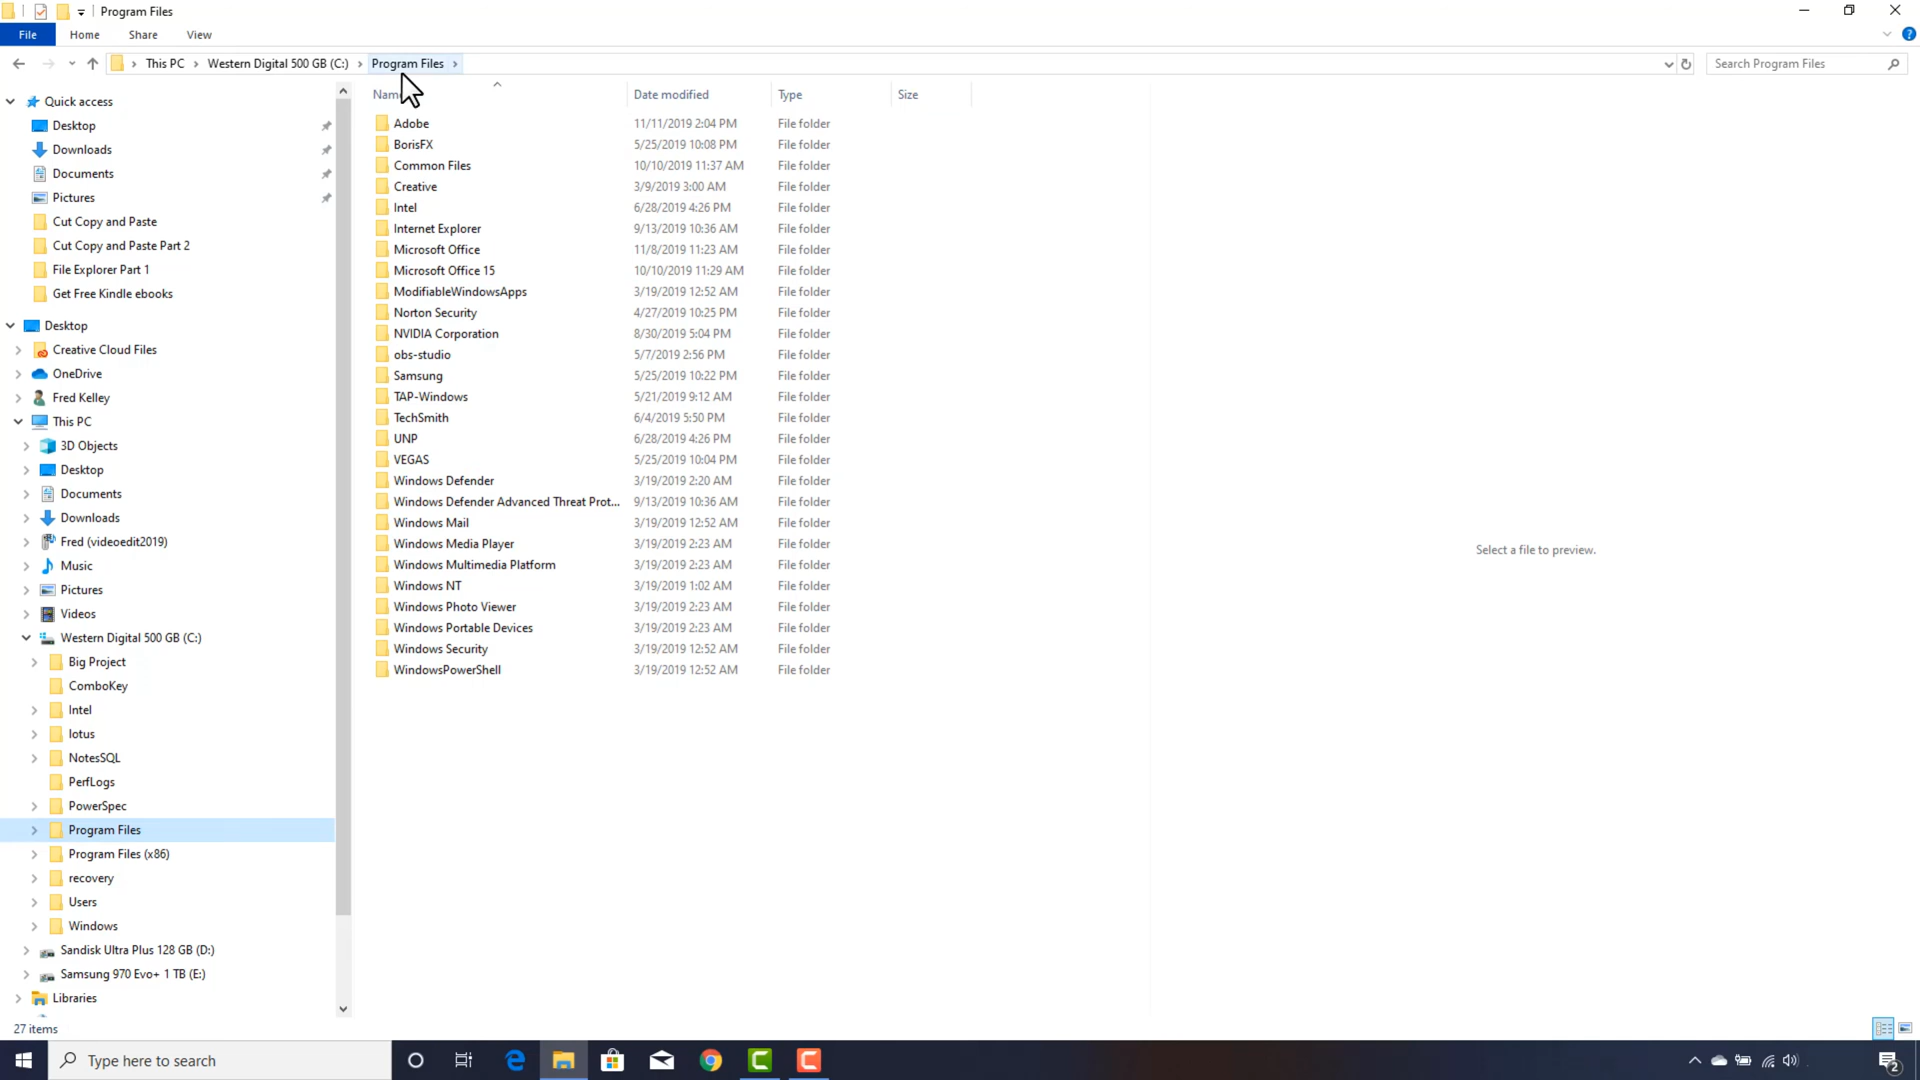 Program Files
File Home Share View
This PC Western Digital 500 GB (C:) Program Files Search Program Files
Name Date modified Type Size
Quick access
Desktop
Downloads
Documents
Pictures
Cut Copy and Paste
Cut Copy and Paste Part 2
File Explorer Part 1
Get Free Kindle ebooks
Desktop
Creative Cloud Files
OneDrive
Fred Kelley
This PC
3D Objects
Desktop
Documents
Downloads
Fred (videoedit2019)
Music
Pictures
Videos
Western Digital 500 GB (C:)
Big Project
ComboKey
Intel
lotus
NotesSQL
PerfLogs
PowerSpec
Program Files
Program Files (x86)
recovery
Users
Windows
Sandisk Ultra Plus 128 GB (D:)
Samsung 970 Evo+ 1 TB (E:)
Libraries
Adobe 11/11/2019 2:04 PM File folder
BorisFX 5/25/2019 10:08 PM File folder
Common Files 10/10/2019 11:37 AM File folder
Creative 3/9/2019 3:00 AM File folder
Intel 6/28/2019 4:26 PM File folder
Internet Explorer 9/13/2019 10:36 AM File folder
Microsoft Office 11/8/2019 11:23 AM File folder
Microsoft Office 15 10/10/2019 11:29 AM File folder
ModifiableWindowsApps 3/19/2019 12:52 AM File folder
Norton Security 4/27/2019 10:25 PM File folder
NVIDIA Corporation 8/30/2019 5:04 PM File folder
obs-studio 5/7/2019 2:56 PM File folder
Samsung 5/25/2019 10:22 PM File folder
TAP-Windows 5/21/2019 9:12 AM File folder
TechSmith 6/4/2019 5:50 PM File folder
UNP 6/28/2019 4:26 PM File folder
VEGAS 5/25/2019 10:04 PM File folder
Windows Defender 3/19/2019 2:20 AM File folder
Windows Defender Advanced Threat Prot... 9/13/2019 10:36 AM File folder
Windows Mail 3/19/2019 12:52 AM File folder
Windows Media Player 3/19/2019 2:23 AM File folder
Windows Multimedia Platform 3/19/2019 2:23 AM File folder
Windows NT 3/19/2019 1:02 AM File folder
Windows Photo Viewer 3/19/2019 2:23 AM File folder
Windows Portable Devices 3/19/2019 2:23 AM File folder
Windows Security 3/19/2019 12:52 AM File folder
WindowsPowerShell 3/19/2019 12:52 AM File folder
Select a file to preview.
27 items
Type here to search
2